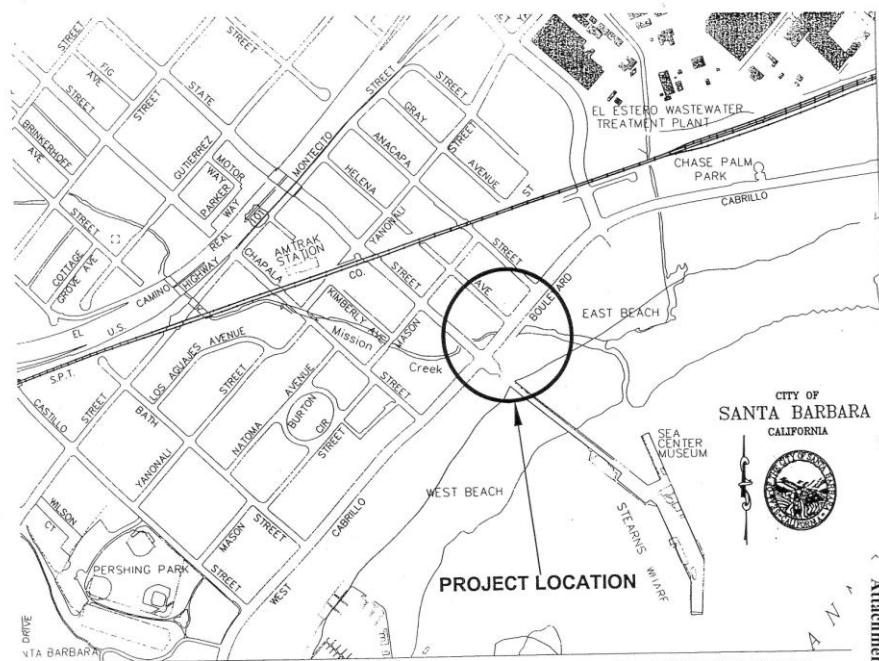 STREET
FIG
AVE
STREET
BRINKERHOFF
AVE
STREET
STATE
STREET
GUTIERREZ
MOTOR
WAY
PARKER
WAY
MONTECITO
STREET
STREET
GRAY
ANACAPA
STREET
AVENUE
HELENA
YANONALI
ST
EL ESTERO WASTEWATER
TREATMENT PLANT
CHASE PALM
PARK
CABRILLO
STREET
COTTAGE
GROVE AVE
CAMINO
REAL
101
HIGHWAY
EL
U.S.
CHAPALA
AMTRAK
STATION
CO.
STREET
STREET
AVE
BOULEVARD
EAST BEACH
KIMBERLY AVE
MASON
Mission
Creek
S.P.T.
LOS AGUAJES AVENUE
STREET
CASTILLO
STREET
BATH
YANONALI
NATOMA
AVENUE
BURTON
CIR
STREET
STREET
CITY OF
SANTA BARBARA
CALIFORNIA
SEA
CENTER
MUSEUM
WEST BEACH
STEARNS WHARF
WILSON
CT
MASON
STREET
CABRILLO
WEST
PERSHING PARK
STREET
PROJECT LOCATION
DRIVE
NTA BARBARA
A N